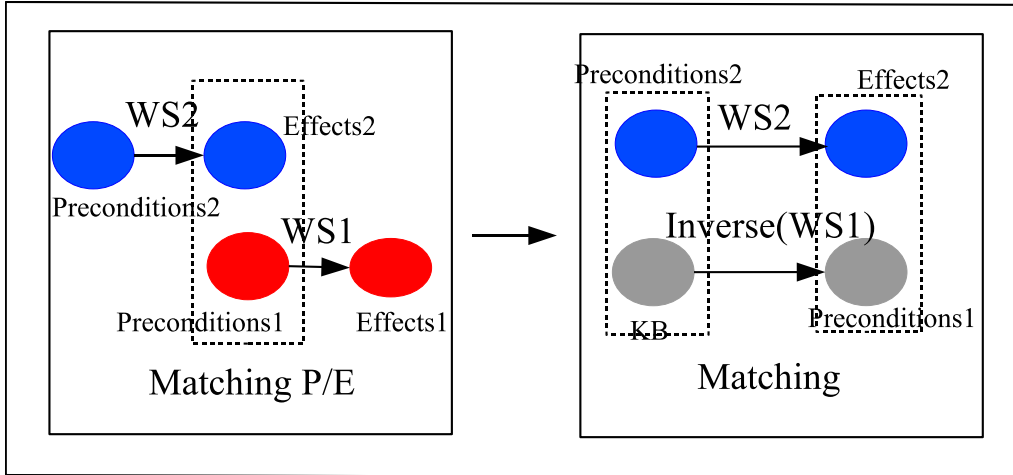 WS2
Effects2
Preconditions2
WS1
Preconditions1
Effects1
Matching P/E
Preconditions2
Effects2
WS2
Inverse(WS1)
KB
Preconditions1
Matching